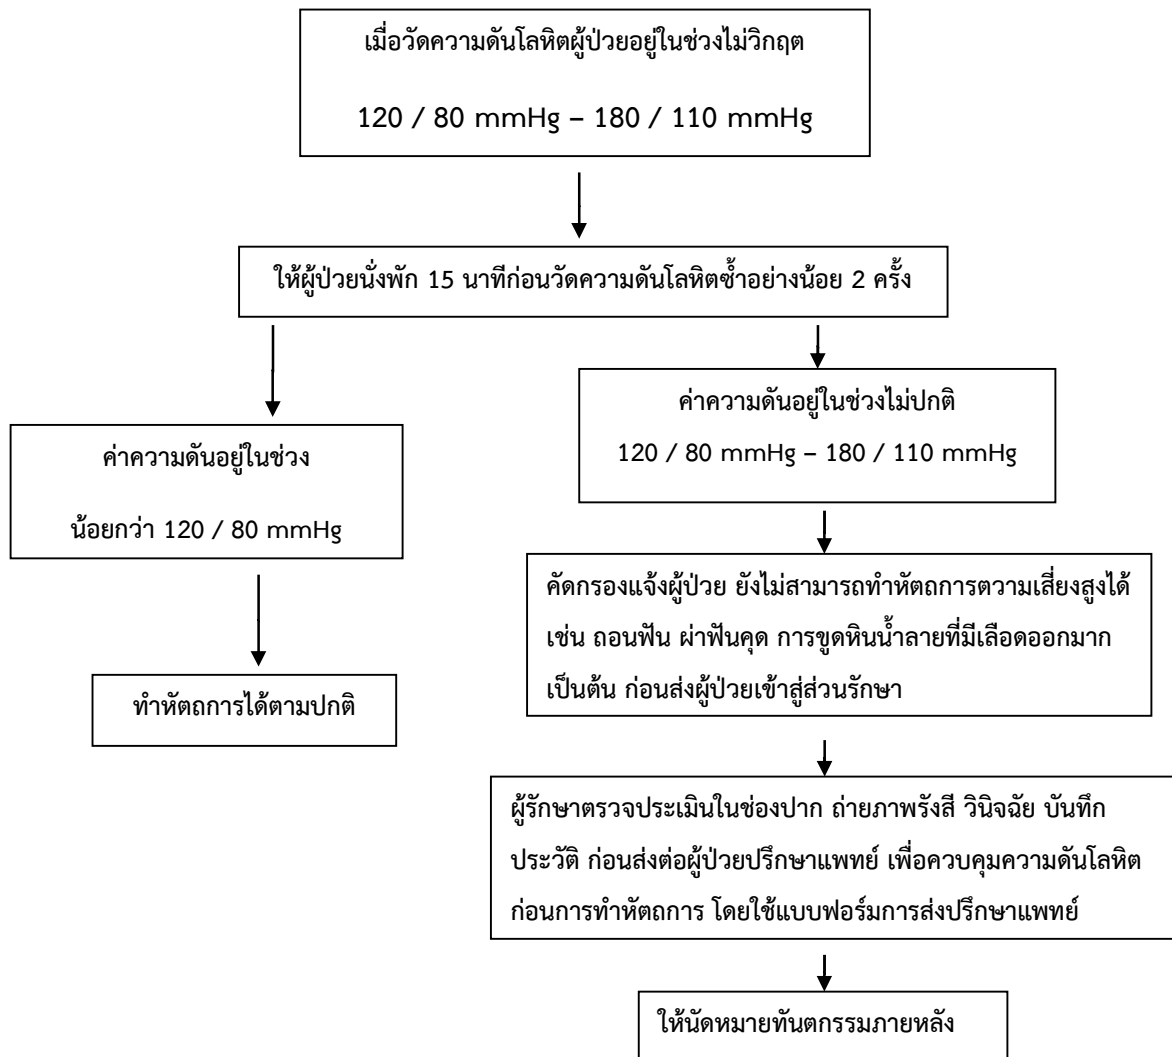 เมื่อวัดความดันโลหิตผู้ป่วยอยู่ในช่วงไม่วิกฤต
120 / 80 mmHg – 180 / 110 mmHg
ให้ผู้ป่วยนั่งพัก 15 นาทีก่อนวัดความดันโลหิตซ้ำอย่างน้อย 2 ครั้ง
ค่าความดันอยู่ในช่วง
น้อยกว่า 120 / 80 mmHg
ทำหัตถการได้ตามปกติ
ค่าความดันอยู่ในช่วงไม่ปกติ
120 / 80 mmHg – 180 / 110 mmHg
คัดกรองแจ้งผู้ป่วย ยังไม่สามารถทำหัตถการตวามเสี่ยงสูงได้
เช่น ถอนฟัน ผ่าฟันคุด การขูดหินน้ำลายที่มีเลือดออกมาก
เป็นต้น ก่อนส่งผู้ป่วยเข้าสู่ส่วนรักษา
ผู้รักษาตรวจประเมินในช่องปาก ถ่ายภาพรังสี วินิจฉัย บันทึก
ประวัติ ก่อนส่งต่อผู้ป่วยปรึกษาแพทย์ เพื่อควบคุมความดันโลหิต
ก่อนการทำหัตถการ โดยใช้แบบฟอร์มการส่งปรึกษาแพทย์
ให้นัดหมายทันตกรรมภายหลัง